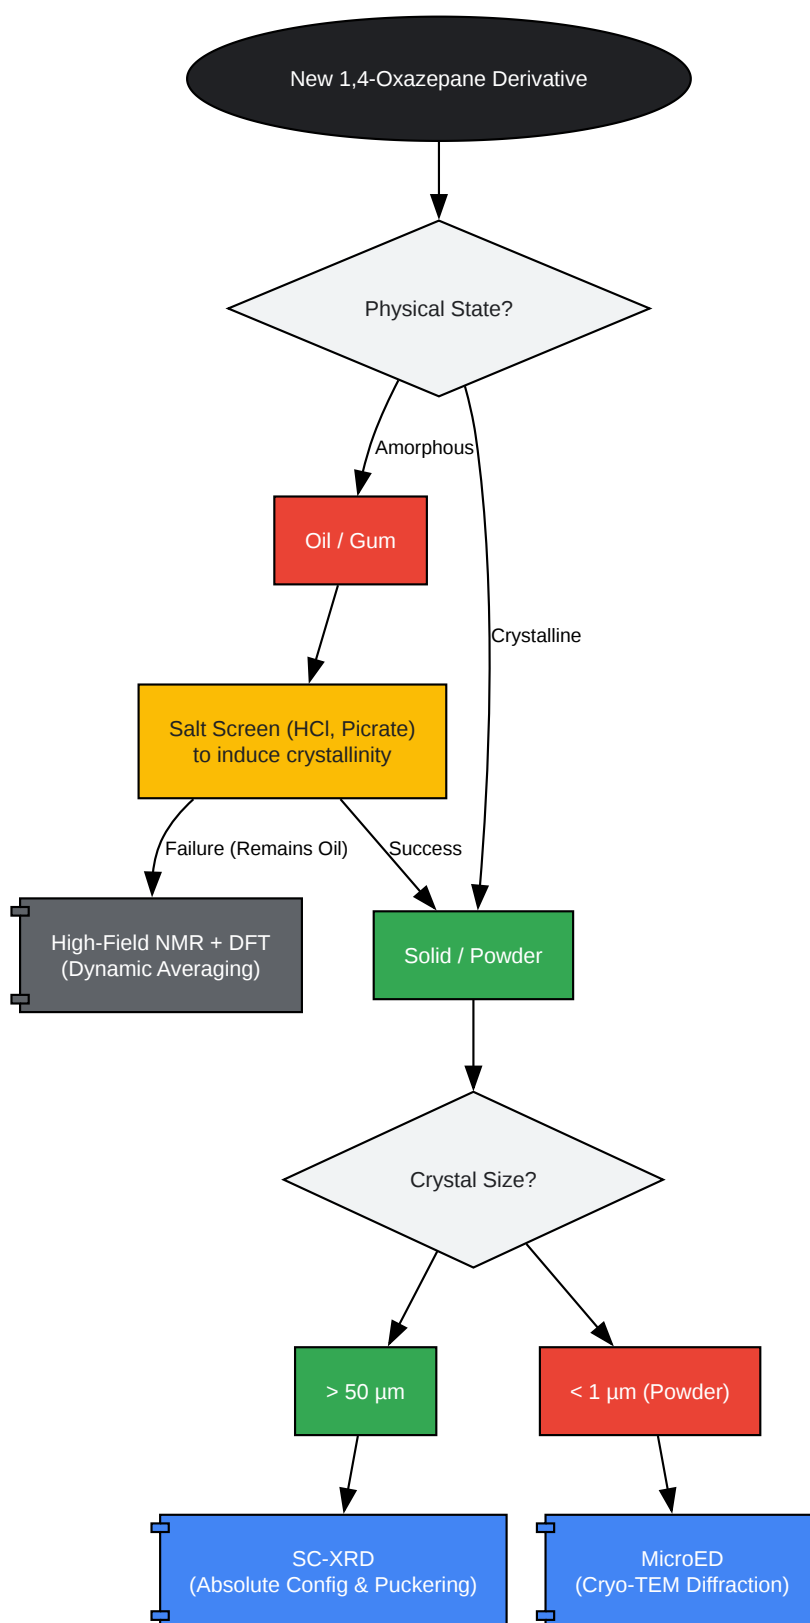 New 1,4-Oxazepane Derivative
Physical State?
Amorphous
Oil / Gum
Crystalline
Salt Screen (HCl, Picrate)
to induce crystallinity
Failure (Remains Oil)
Success
High-Field NMR + DFT
(Dynamic Averaging)
Solid / Powder
Crystal Size?
> 50 µm
< 1 µm (Powder)
SC-XRD
(Absolute Config & Puckering)
MicroED
(Cryo-TEM Diffraction)